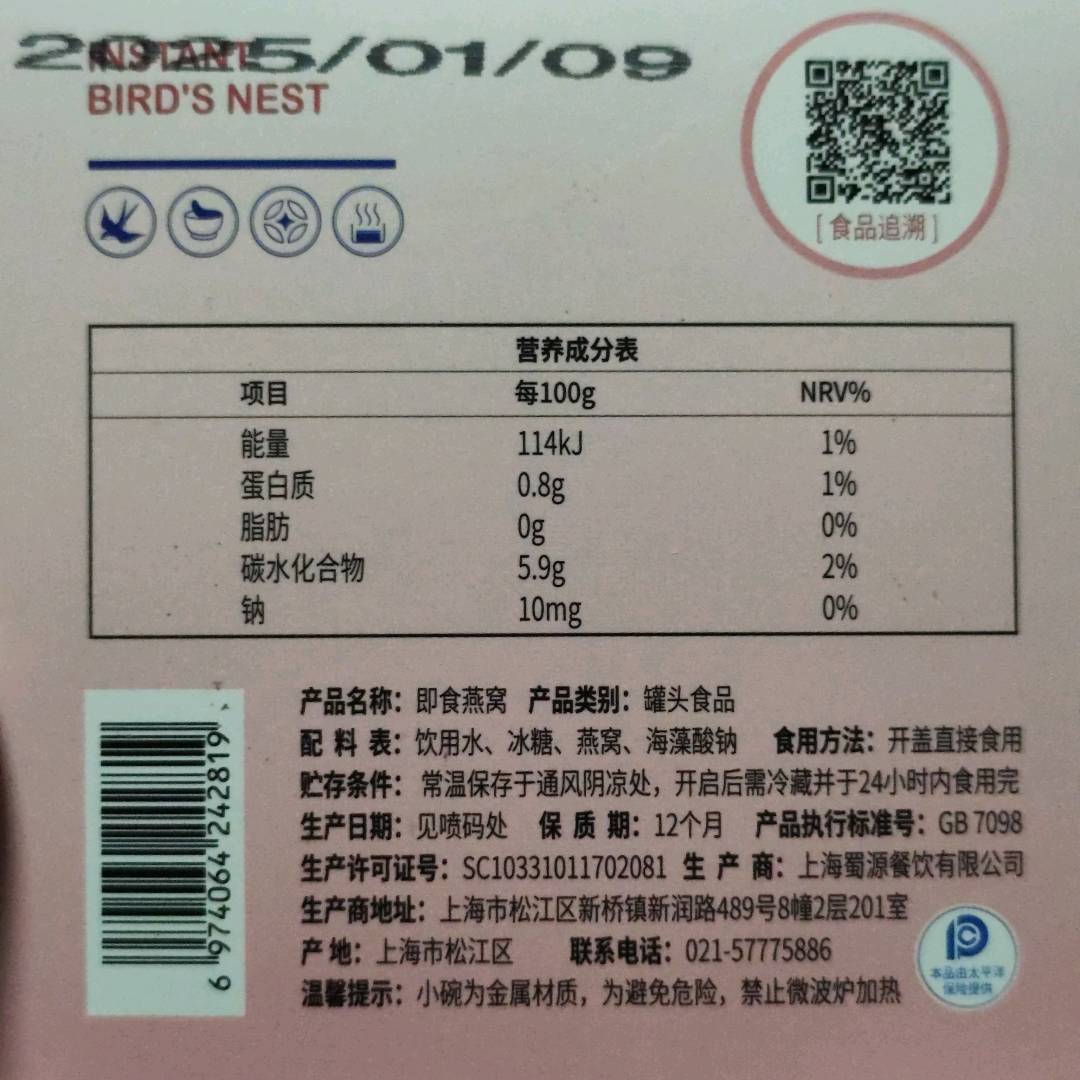 2025/01/09
INSTANT
BIRD'S NEST
[食品追溯]
营养成分表
项目 每100g NRV%
能量 114kJ 1%
蛋白质 0.8g 1%
脂肪 0g 0%
碳水化合物 5.9g 2%
钠 10mg 0%
产品名称：即食燕窝 产品类别：罐头食品
配 料 表：饮用水、冰糖、燕窝、海藻酸钠 食用方法：开盖直接食用
贮存条件：常温保存于通风阴凉处，开启后需冷藏并于24小时内食用完
生产日期：见喷码处 保 质 期：12个月 产品执行标准号：GB 7098
生产许可证号：SC10331011702081 生 产 商：上海蜀源餐饮有限公司
生产商地址：上海市松江区新桥镇新润路489号8幢2层201室
产 地：上海市松江区 联系电话：021-57775886
温馨提示：小碗为金属材质，为避免危险，禁止微波炉加热
6 974064 242819
本品由太平洋
保险提供